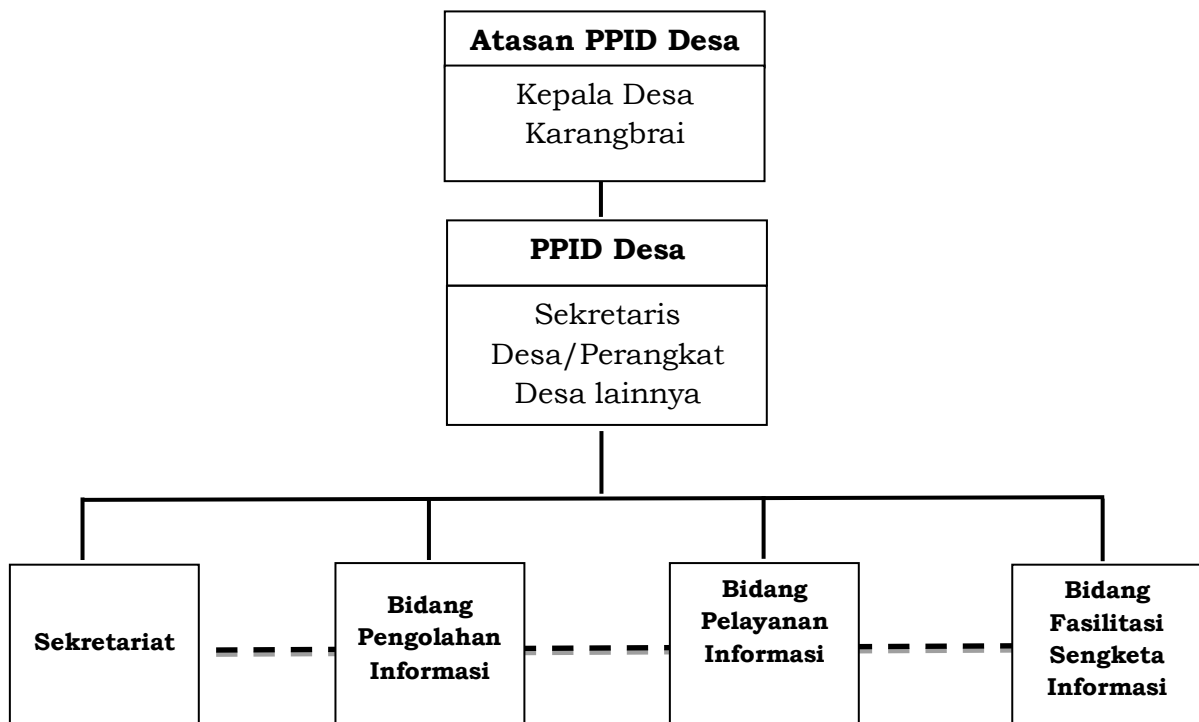 Atasan PPID Desa
Kepala Desa
Karangbrai
PPID Desa
Sekretaris
Desa/Perangkat
Desa lainnya
Sekretariat
Bidang
Pengolahan
Informasi
Bidang
Pelayanan
Informasi
Bidang
Fasilitasi
Sengketa
Informasi